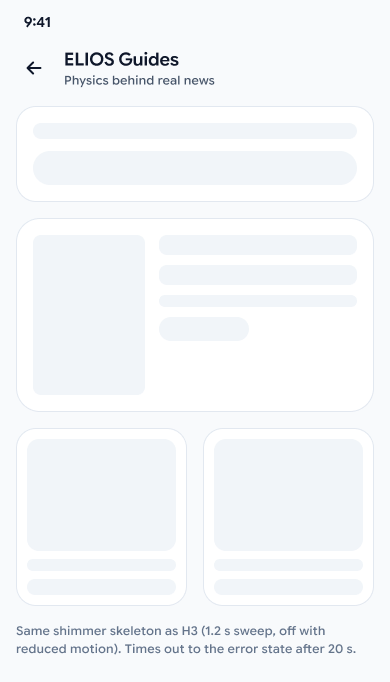 9:41
ELIOS Guides
Physics behind real news
Same shimmer skeleton as H3 (1.2 s sweep, off with
reduced motion). Times out to the error state after 20 s.